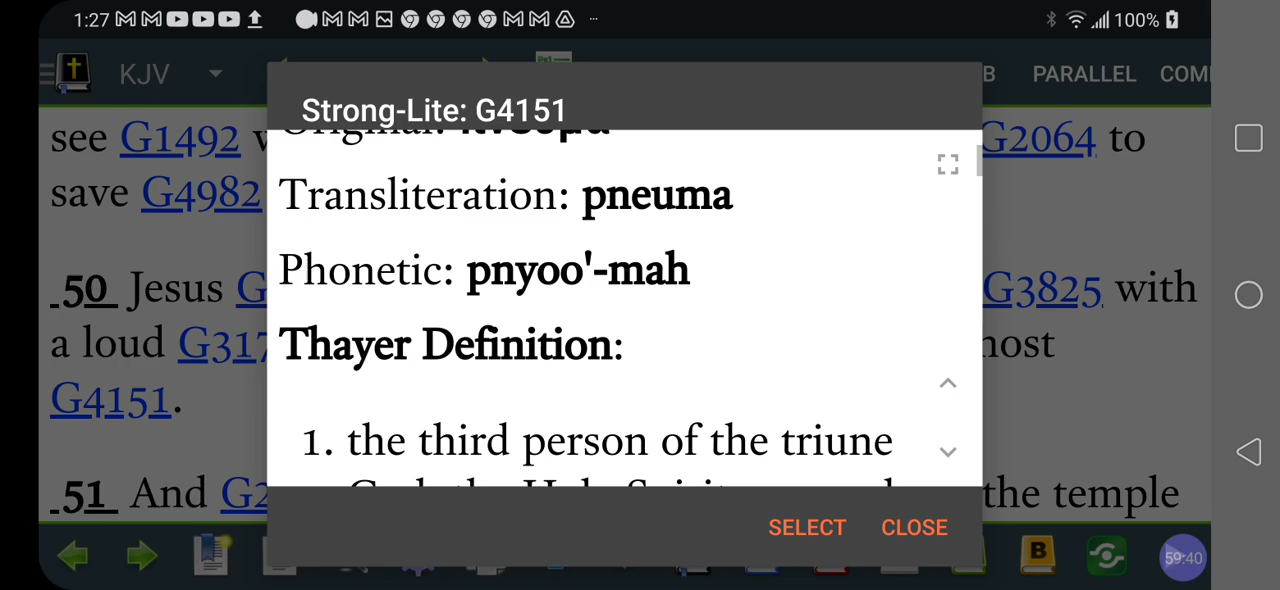 1:27
100%
KJV
B PARALLEL COM
Strong-Lite: G4151
see G1492
G2064 to
Transliteration: pneuma
save G4982
Phonetic: pnyoo'-mah
50 Jesus
G3825 with
Thayer Definition:
a loud G317
G4151.
1. the third person of the triune
51 And G2
the temple
SELECT CLOSE
B
59:40